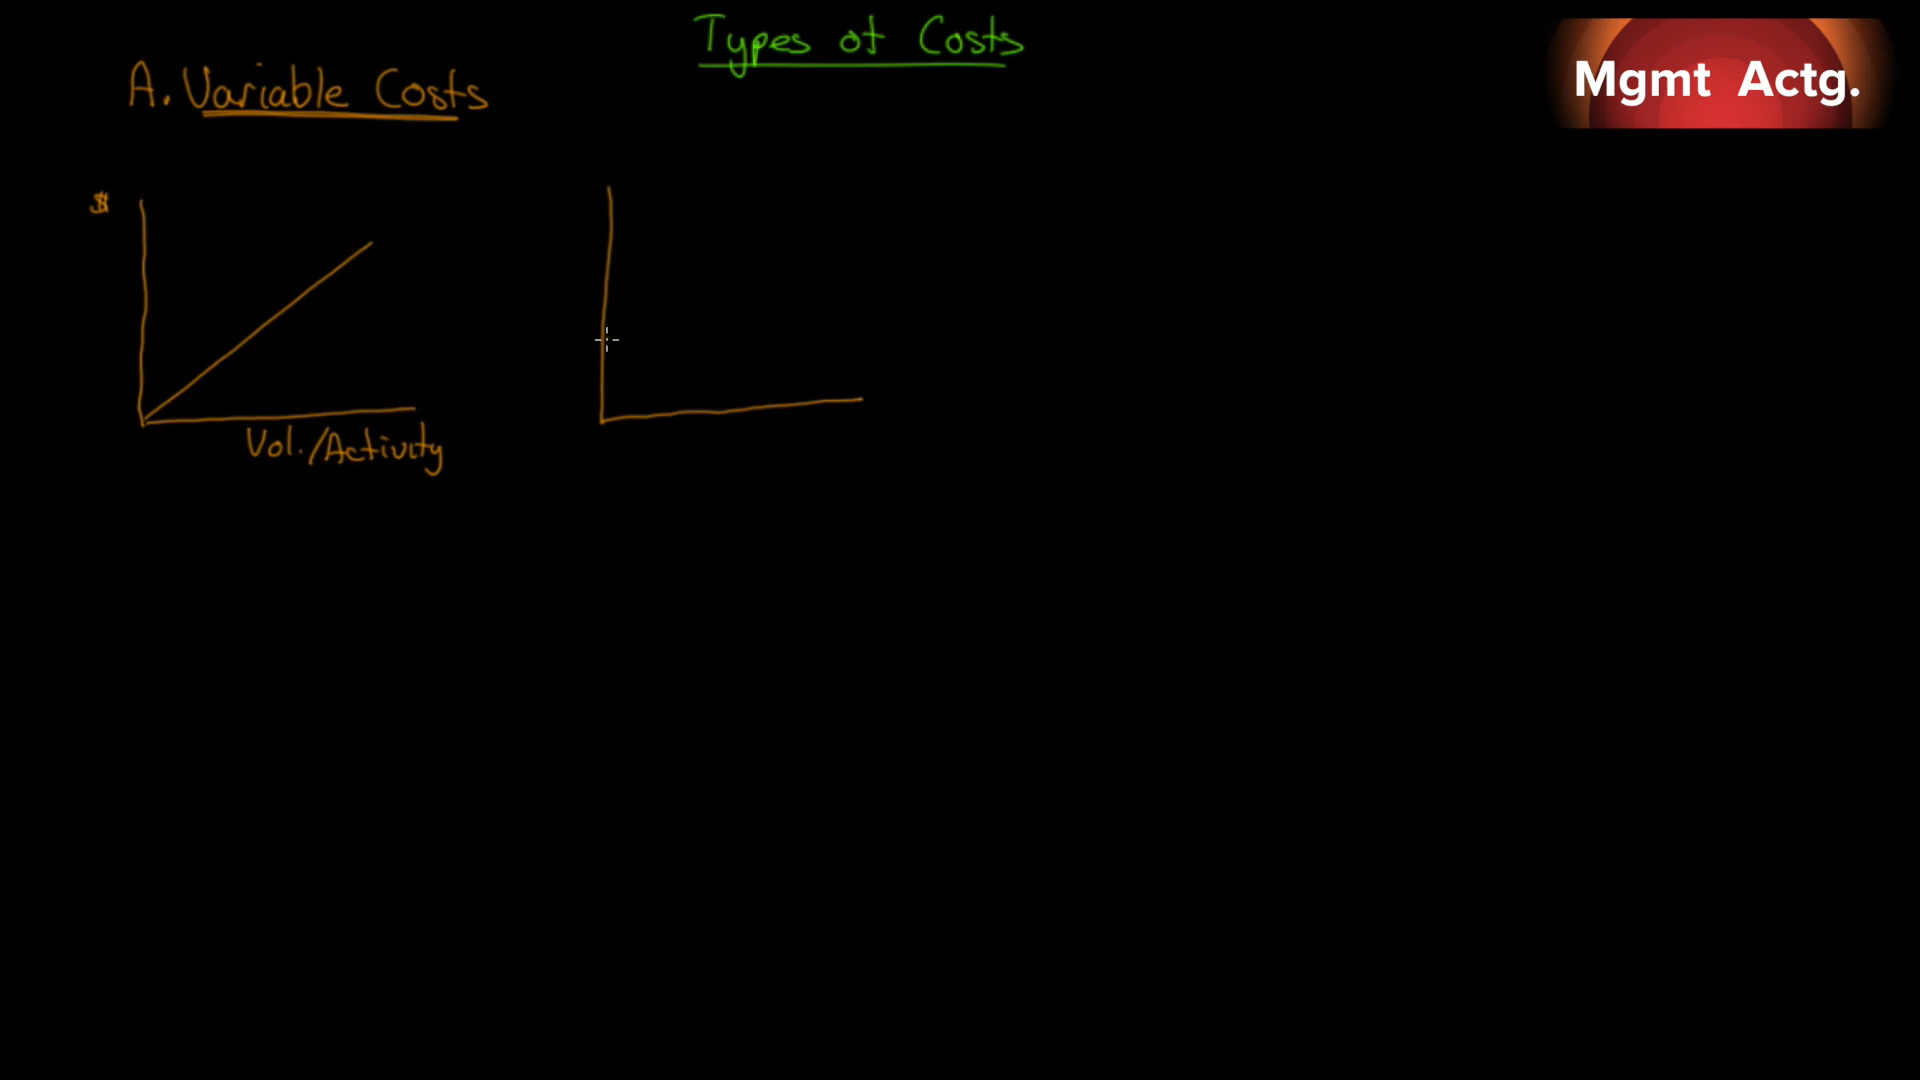 Types of Costs
Mgmt Actg.
A. Variable Costs
$
Vol./Activity